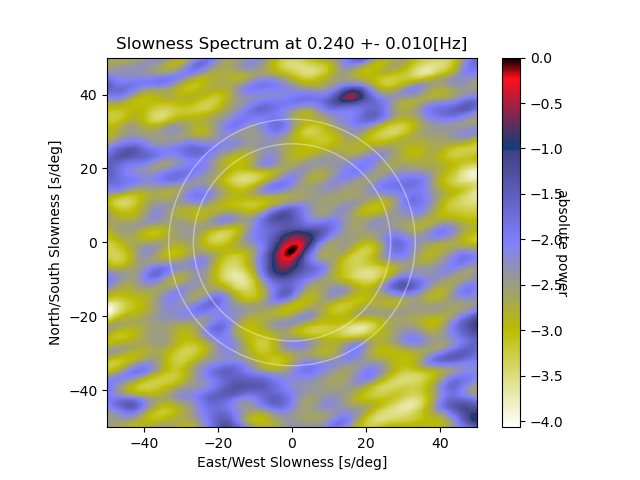 Slowness Spectrum at 0.240 +- 0.010[Hz]
North/South Slowness [s/deg]
40
20
0
−20
−40
−40 −20 0 20 40
East/West Slowness [s/deg]
0.0
−0.5
−1.0
−1.5
−2.0
−2.5
−3.0
−3.5
−4.0
absolute power